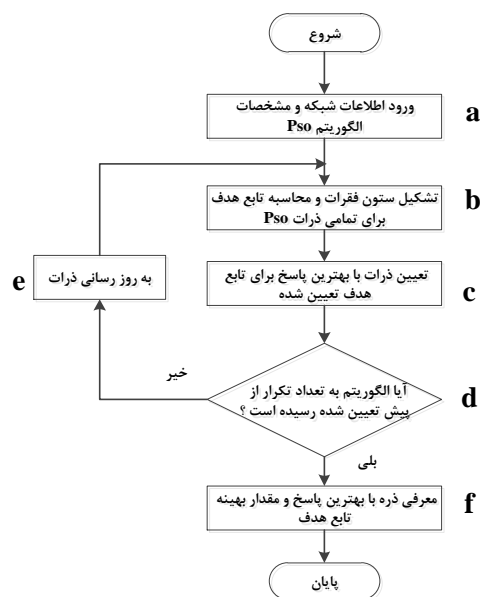 شروع
ورود اطلاعات شبکه و مشخصات
الگوریتم Pso
a
تشکیل ستون فقرات و محاسبه تابع هدف
برای تمامی ذرات Pso
b
به روز رسانی ذرات
e
تعیین ذرات با بهترین پاسخ برای تابع
هدف تعیین شده
c
خیر
آیا الگوریتم به تعداد تکرار از
پیش تعیین شده رسیده است ؟
d
بلی
معرفی ذره با بهترین پاسخ و مقدار بهینه
تابع هدف
f
پایان